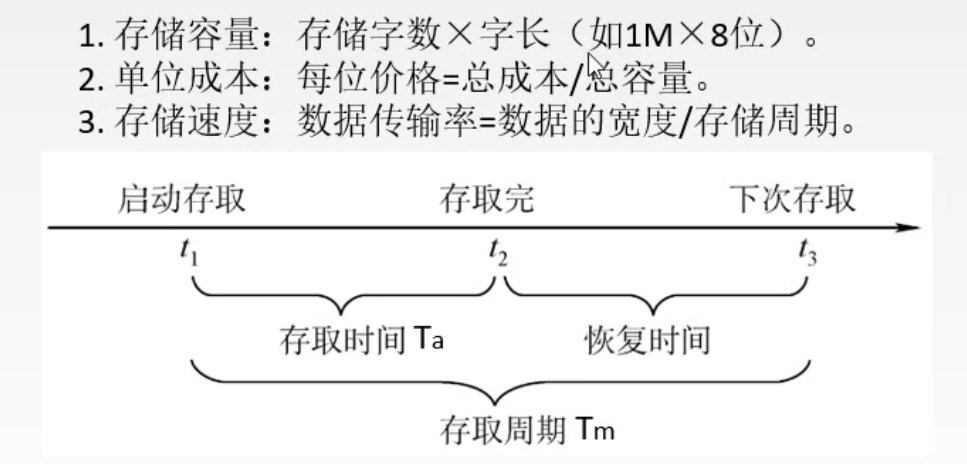 1. 存储容量：存储字数×字长（如1M×8位）。
2. 单位成本：每位价格=总成本/总容量。
3. 存储速度：数据传输率=数据的宽度/存储周期。
启动存取 存取完 下次存取
t1 t2 t3
存取时间 Ta 恢复时间
存取周期 Tm